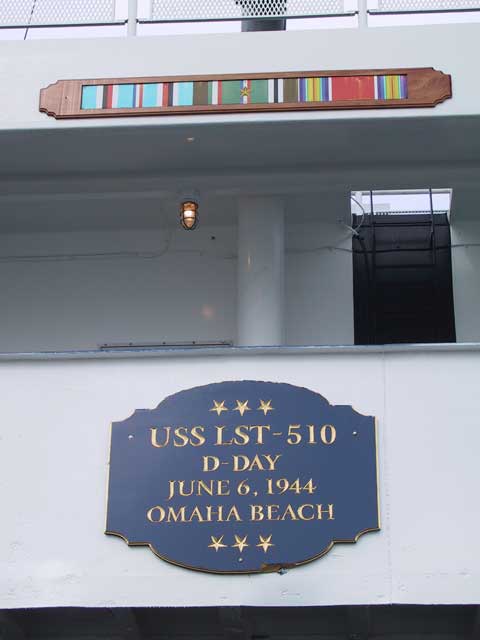 USS LST-510
D-DAY
JUNE 6, 1944
OMAHA BEACH